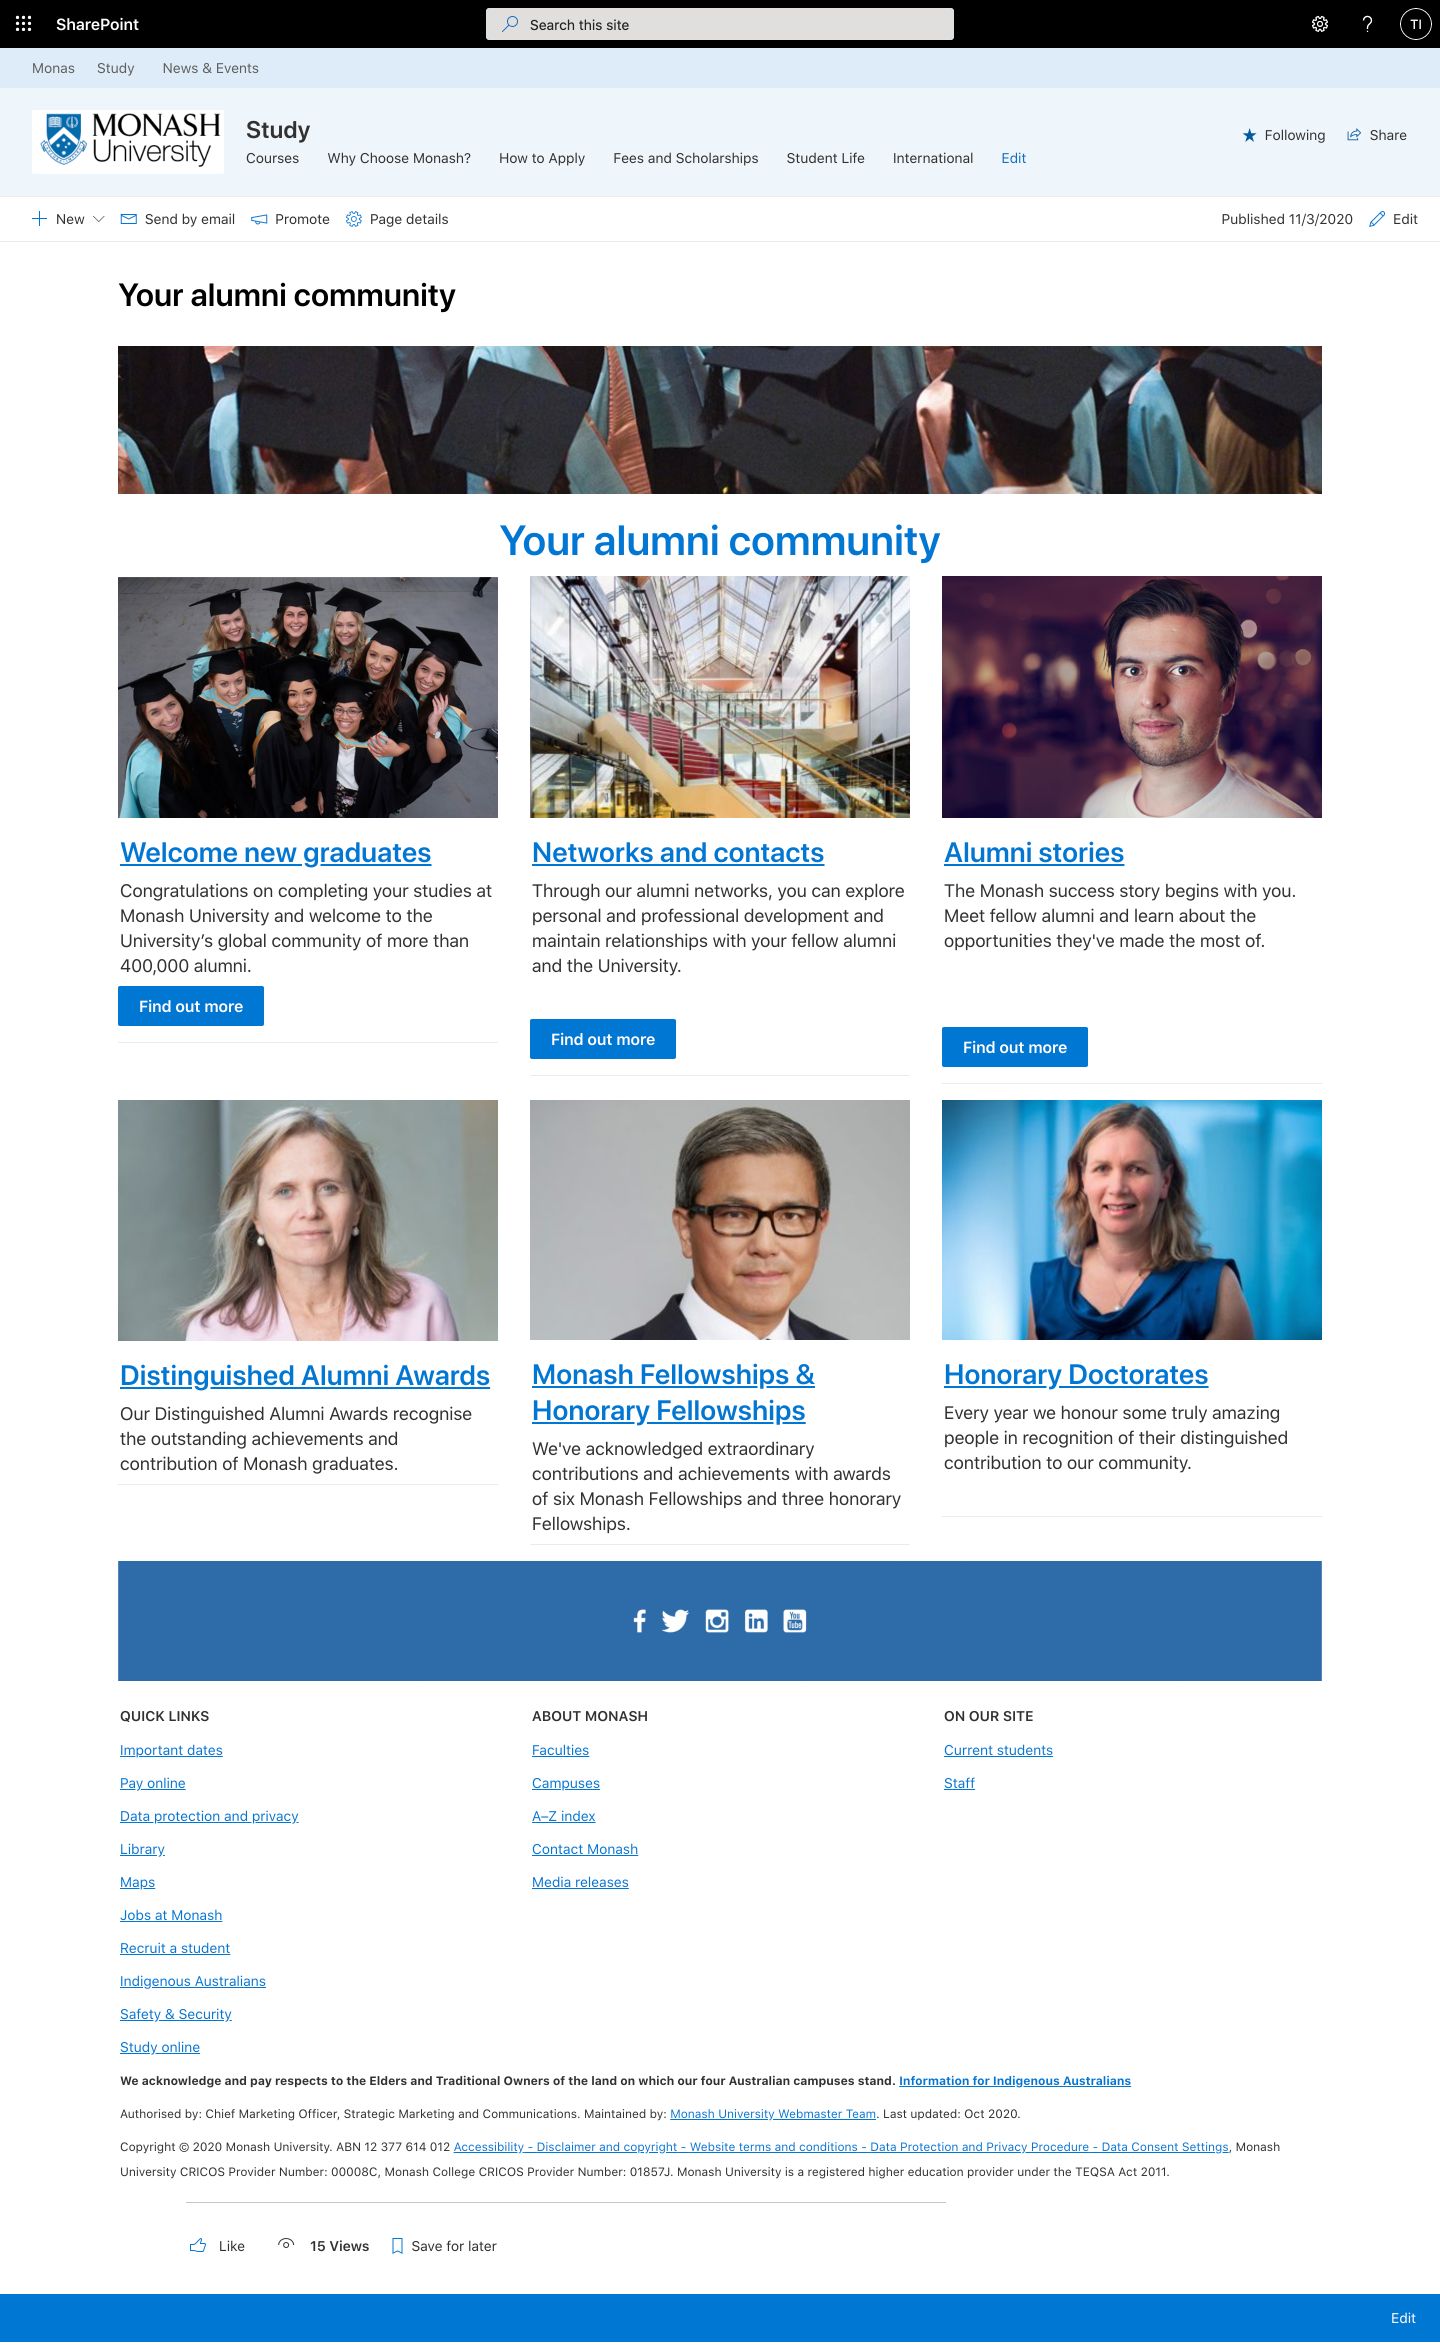 SharePoint
Search this site
TI
Monas Study News & Events
MONASH
University
Study
Courses Why Choose Monash? How to Apply Fees and Scholarships Student Life International Edit
Following Share
New Send by email Promote Page details
Published 11/3/2020 Edit
Your alumni community
Your alumni community
Welcome new graduates
Congratulations on completing your studies at
Monash University and welcome to the
University’s global community of more than
400,000 alumni.
Find out more
Networks and contacts
Through our alumni networks, you can explore
personal and professional development and
maintain relationships with your fellow alumni
and the University.
Find out more
Alumni stories
The Monash success story begins with you.
Meet fellow alumni and learn about the
opportunities they've made the most of.
Find out more
Distinguished Alumni Awards
Our Distinguished Alumni Awards recognise
the outstanding achievements and
contribution of Monash graduates.
Monash Fellowships &
Honorary Fellowships
We've acknowledged extraordinary
contributions and achievements with awards
of six Monash Fellowships and three honorary
Fellowships.
Honorary Doctorates
Every year we honour some truly amazing
people in recognition of their distinguished
contribution to our community.
You
Tube
QUICK LINKS
Important dates
Pay online
Data protection and privacy
Library
Maps
Jobs at Monash
Recruit a student
Indigenous Australians
Safety & Security
Study online
ABOUT MONASH
Faculties
Campuses
A–Z index
Contact Monash
Media releases
ON OUR SITE
Current students
Staff
We acknowledge and pay respects to the Elders and Traditional Owners of the land on which our four Australian campuses stand. Information for Indigenous Australians
Authorised by: Chief Marketing Officer, Strategic Marketing and Communications. Maintained by: Monash University Webmaster Team. Last updated: Oct 2020.
Copyright © 2020 Monash University. ABN 12 377 614 012 Accessibility - Disclaimer and copyright - Website terms and conditions - Data Protection and Privacy Procedure - Data Consent Settings, Monash
University CRICOS Provider Number: 00008C, Monash College CRICOS Provider Number: 01857J. Monash University is a registered higher education provider under the TEQSA Act 2011.
Like 15 Views Save for later
Edit